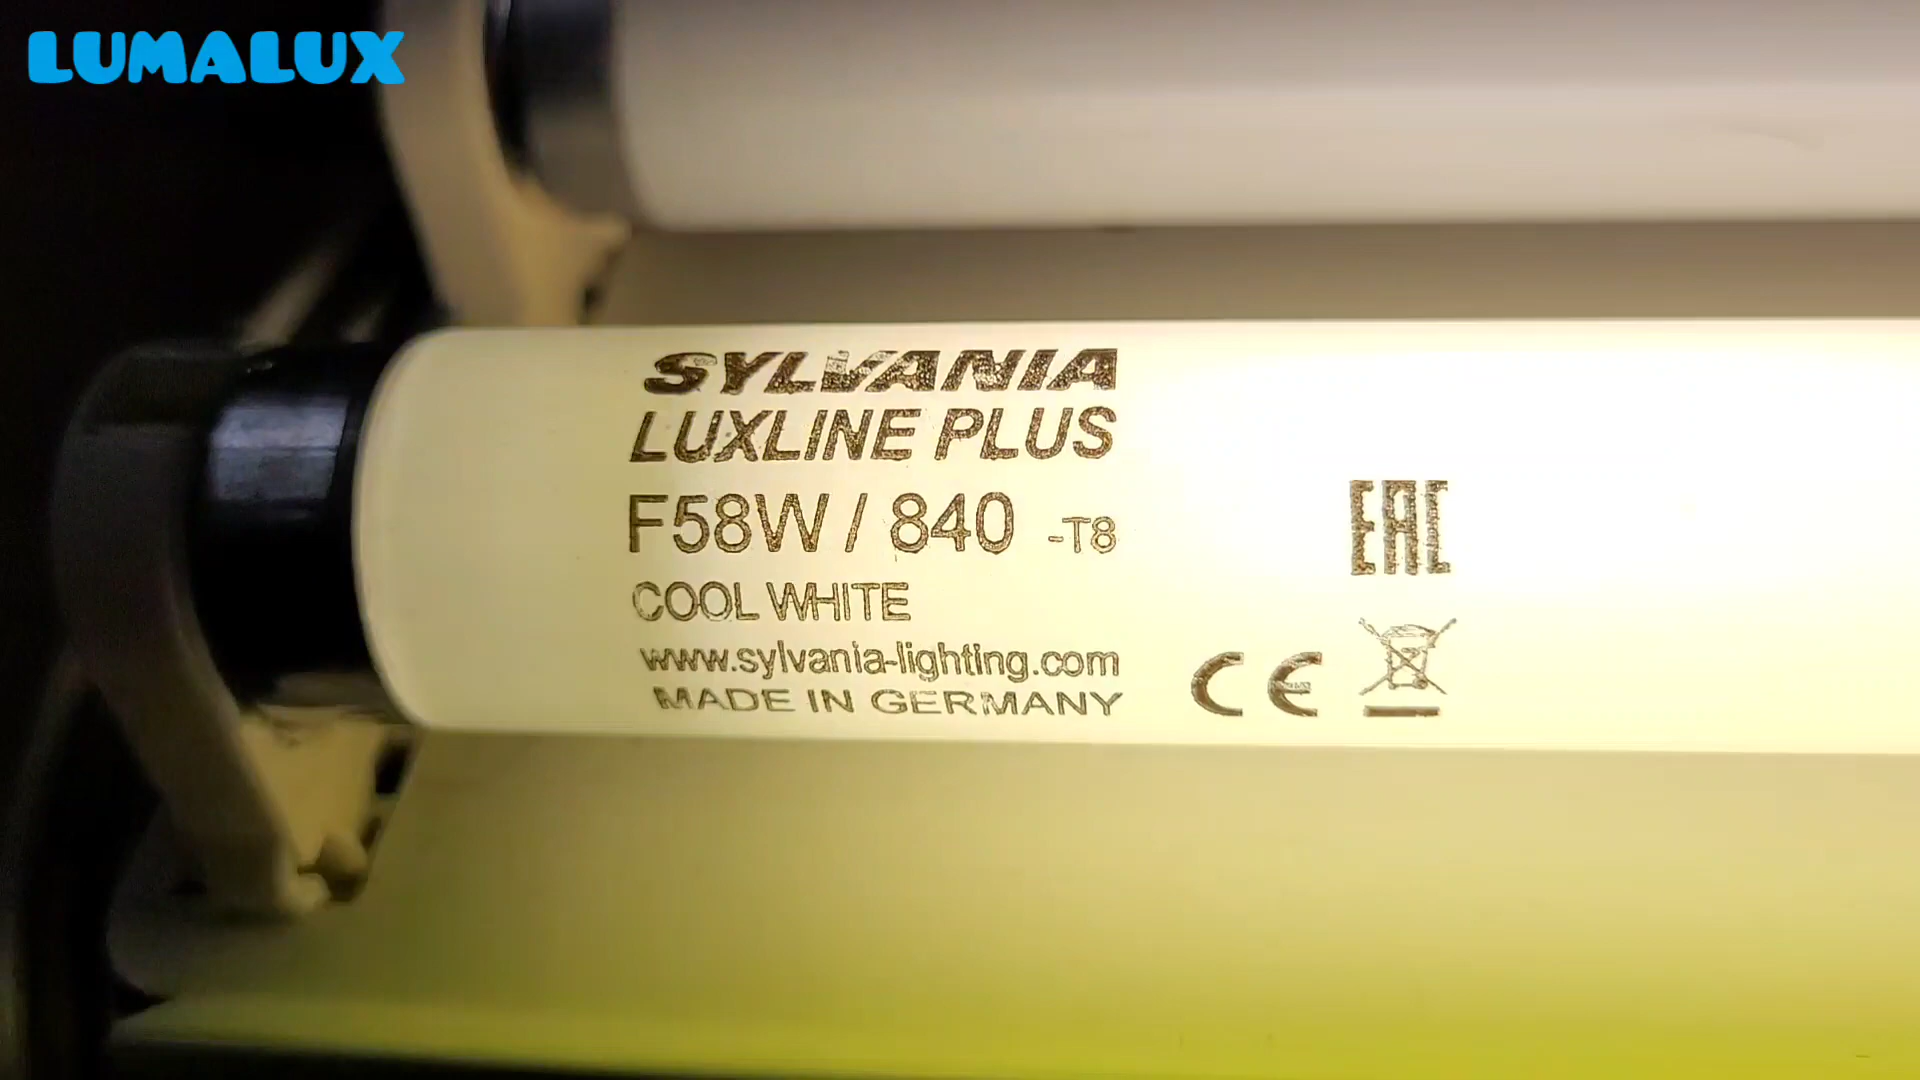 LUMALUX
SYLVANIA
LUXLINE PLUS
F58W / 840 -T8
COOL WHITE
www.sylvania-lighting.com
MADE IN GERMANY
EAC
CE